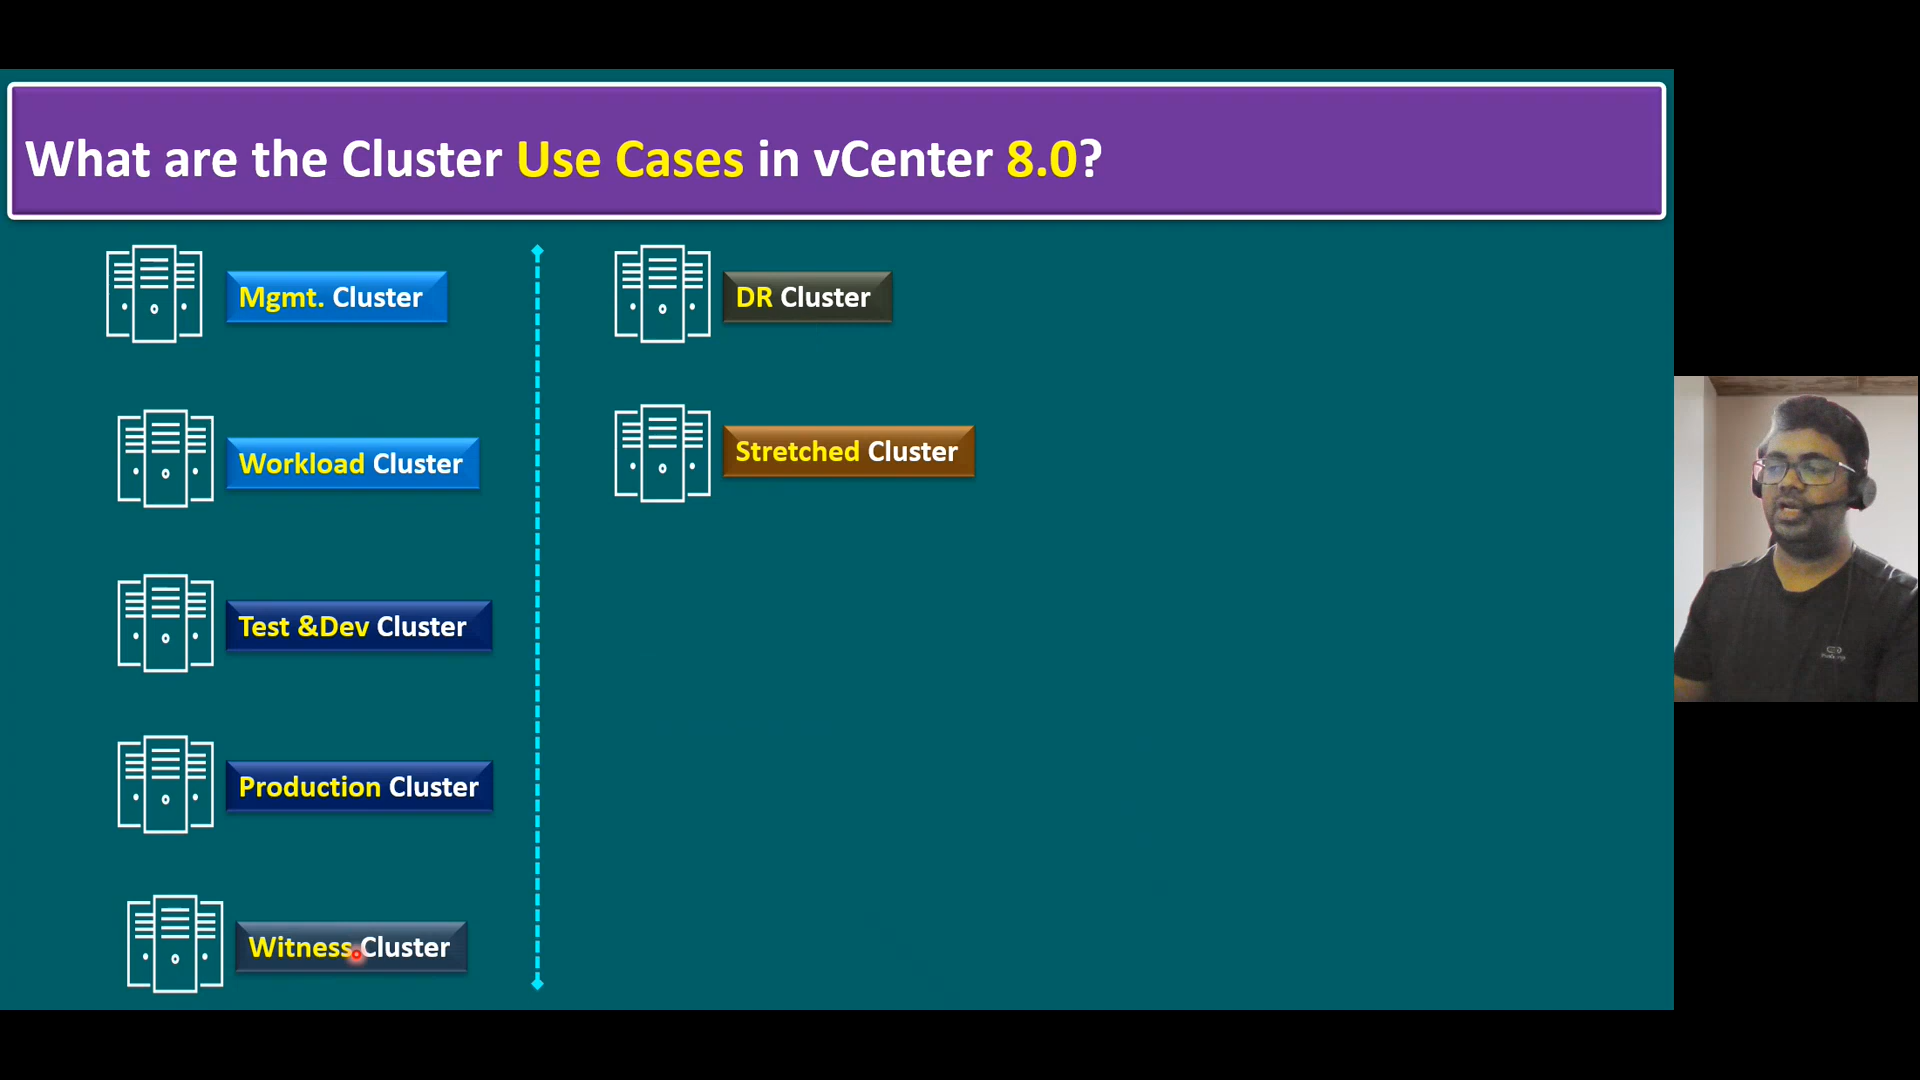 What are the Cluster Use Cases in vCenter 8.0?
Mgmt. Cluster
Workload Cluster
Test &Dev Cluster
Production Cluster
Witness Cluster
DR Cluster
Stretched Cluster